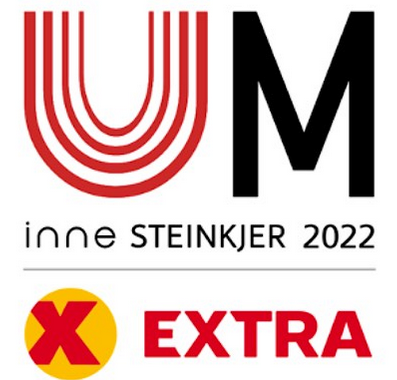 UM
inne STEINKJER 2022
X EXTRA